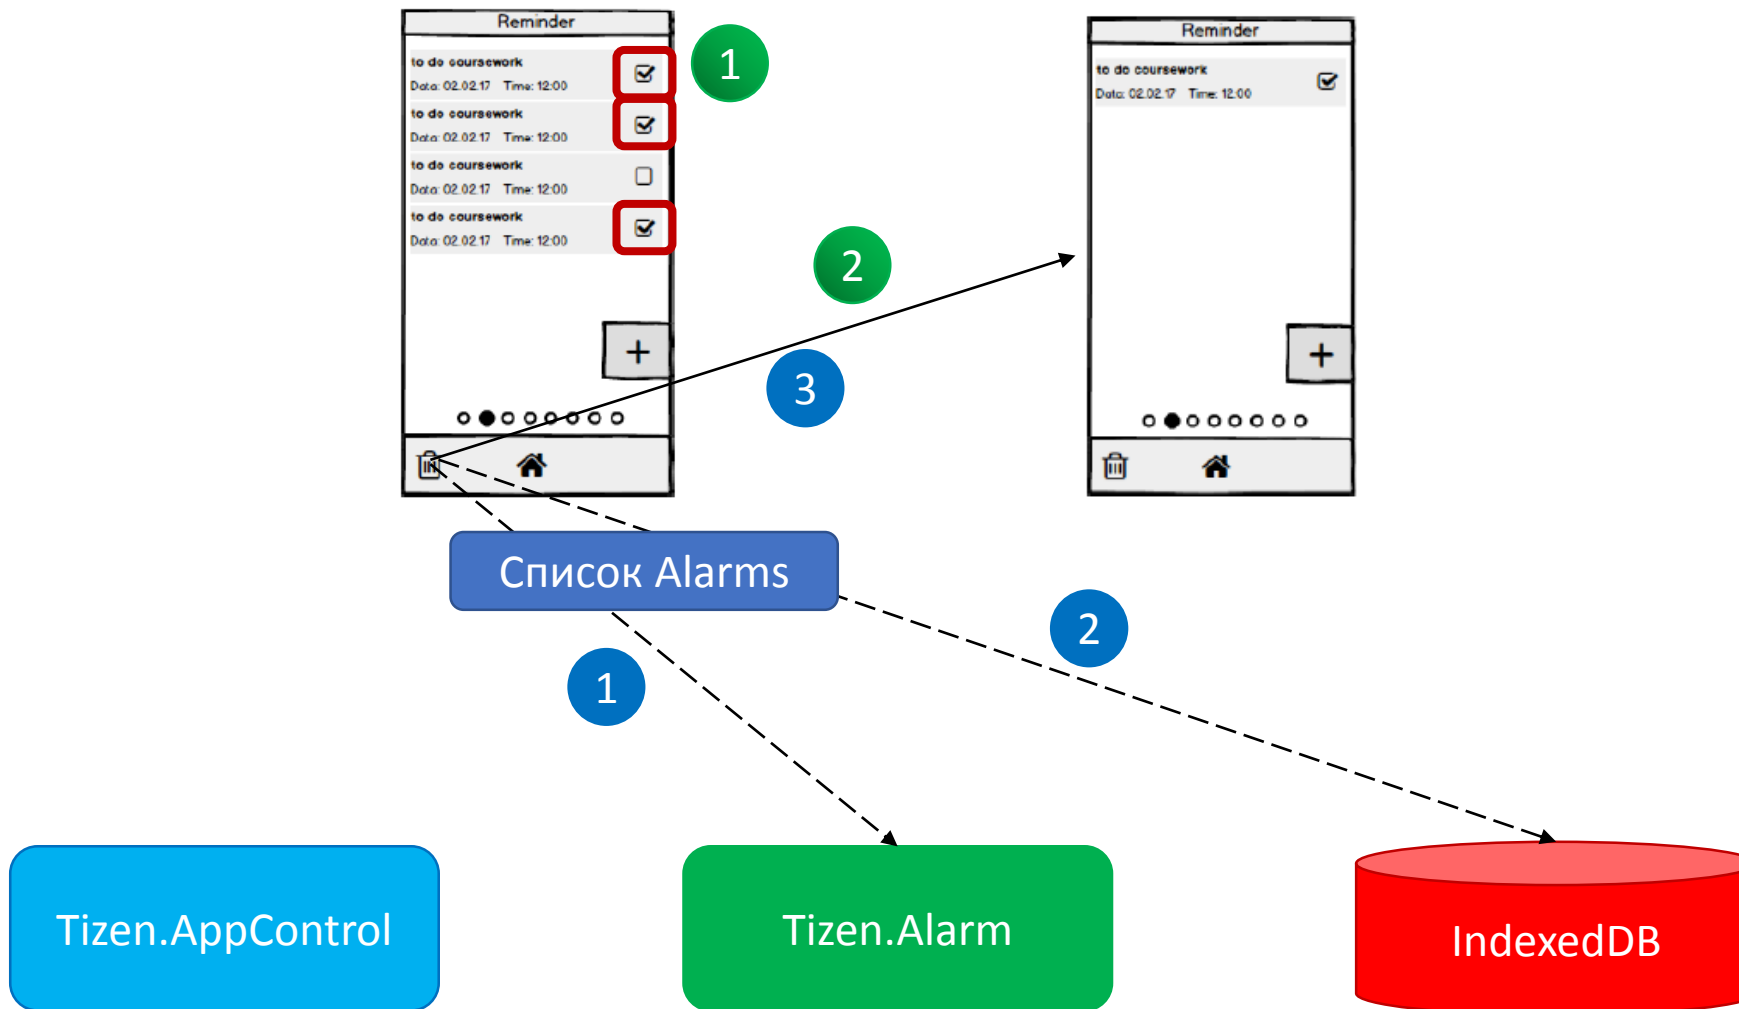 Reminder
to do coursework
Data: 02.02.17 Time: 12:00
to do coursework
Data: 02.02.17 Time: 12:00
to do coursework
Data: 02.02.17 Time: 12:00
to do coursework
Data: 02.02.17 Time: 12:00
+
1
2
3
Reminder
to do coursework
Data: 02.02.17 Time: 12:00
+
Список Alarms
1
2
Tizen.AppControl
Tizen.Alarm
IndexedDB